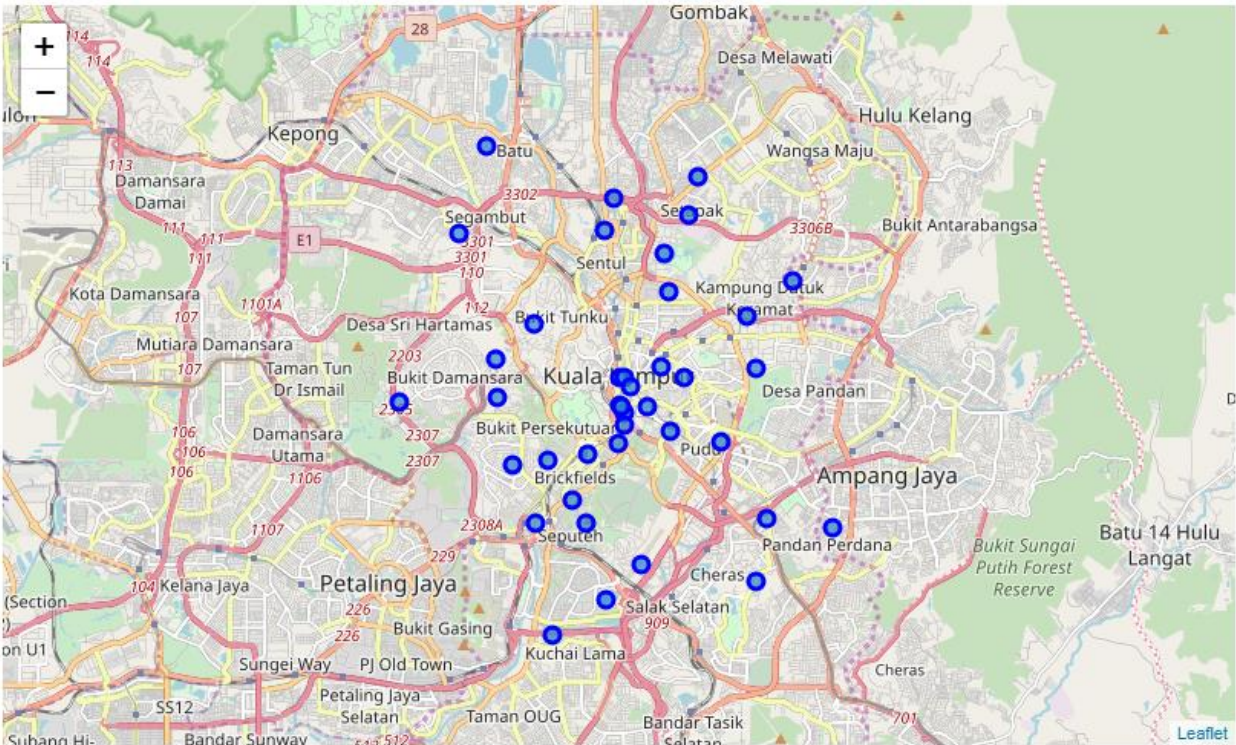 +
−
114
114
28
Gombak
Desa Melawati
Hulu Kelang
Kepong
Batu
Wangsa Maju
113
Damansara
Damai
3302
111
111
111
Segambut
3301
3301
110
Sentul
3306B
Bukit Antarabangsa
E1
Kota Damansara
1101A
107
112
Kampung Datuk
Keramat
Bukit Tunku
Desa Sri Hartamas
Mutiara Damansara
107
2203
Taman Tun
Dr Ismail
Bukit Damansara
Kuala
Desa Pandan
106
106
106
Damansara
Utama
2307
2307
Bukit Persekutuan
Pudu
1106
Brickfields
Ampang Jaya
1107
2308A
229
Seputeh
Pandan Perdana
Bukit Sungai
Putih Forest
Reserve
Batu 14 Hulu
Langat
104
Kelana Jaya
Petaling Jaya
226
226
Cheras
(Section
on U1
Salak Selatan
909
Bukit Gasing
Kuchai Lama
Sungei Way
PJ Old Town
Cheras
SS12
Petaling Jaya
Selatan
Taman OUG
Bandar Tasik
Selatan
701
Bandar Sunway
512
Leaflet